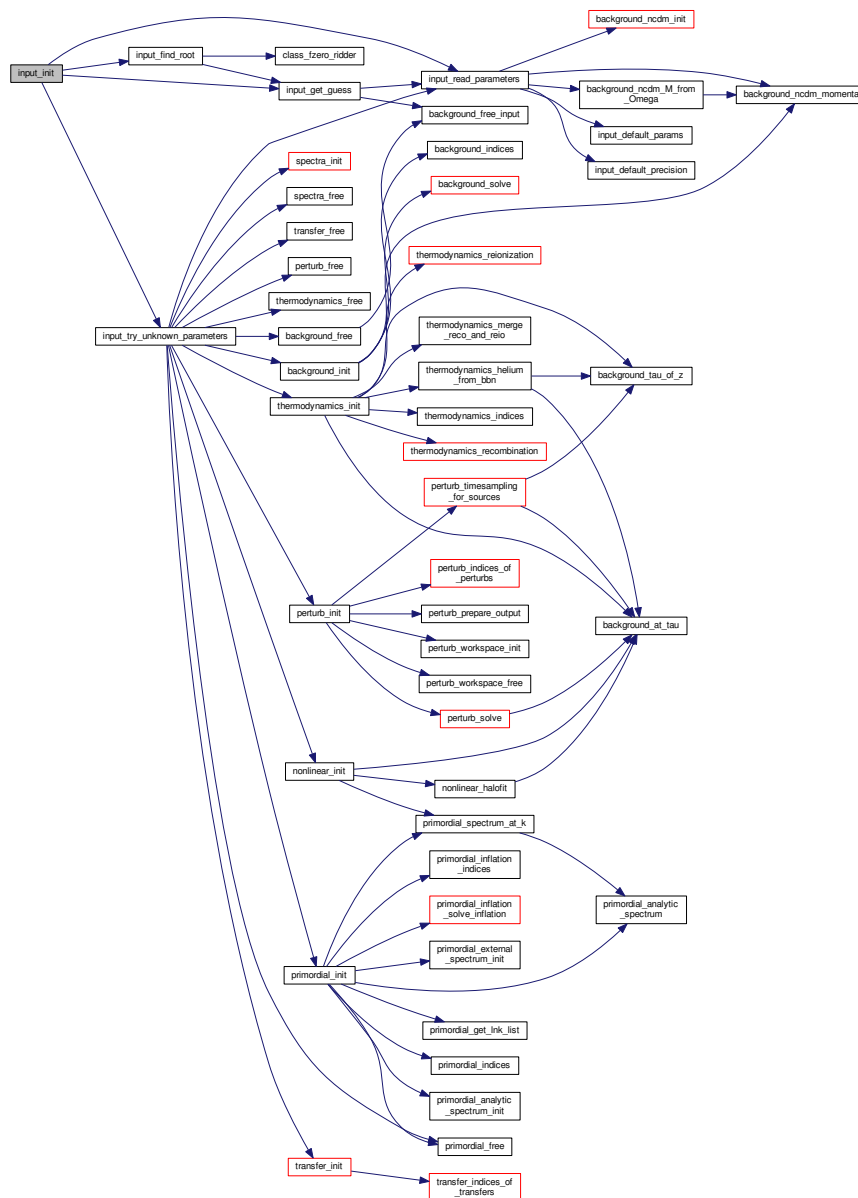 background_ncdm_init
input_find_root
class_fzero_ridder
input_init
input_read_parameters
input_get_guess
background_ncdm_M_from
_Omega
background_ncdm_momenta
background_free_input
input_default_params
background_indices
spectra_init
input_default_precision
background_solve
spectra_free
transfer_free
thermodynamics_reionization
perturb_free
thermodynamics_free
input_try_unknown_parameters
background_free
thermodynamics_merge
_reco_and_reio
background_init
thermodynamics_helium
_from_bbn
background_tau_of_z
thermodynamics_init
thermodynamics_indices
thermodynamics_recombination
perturb_timesampling
_for_sources
perturb_indices_of
_perturbs
perturb_init
perturb_prepare_output
background_at_tau
perturb_workspace_init
perturb_workspace_free
perturb_solve
nonlinear_init
nonlinear_halofit
primordial_spectrum_at_k
primordial_inflation
_indices
primordial_inflation
_solve_inflation
primordial_analytic
_spectrum
primordial_external
_spectrum_init
primordial_init
primordial_get_lnk_list
primordial_indices
primordial_analytic
_spectrum_init
primordial_free
transfer_init
transfer_indices_of
_transfers